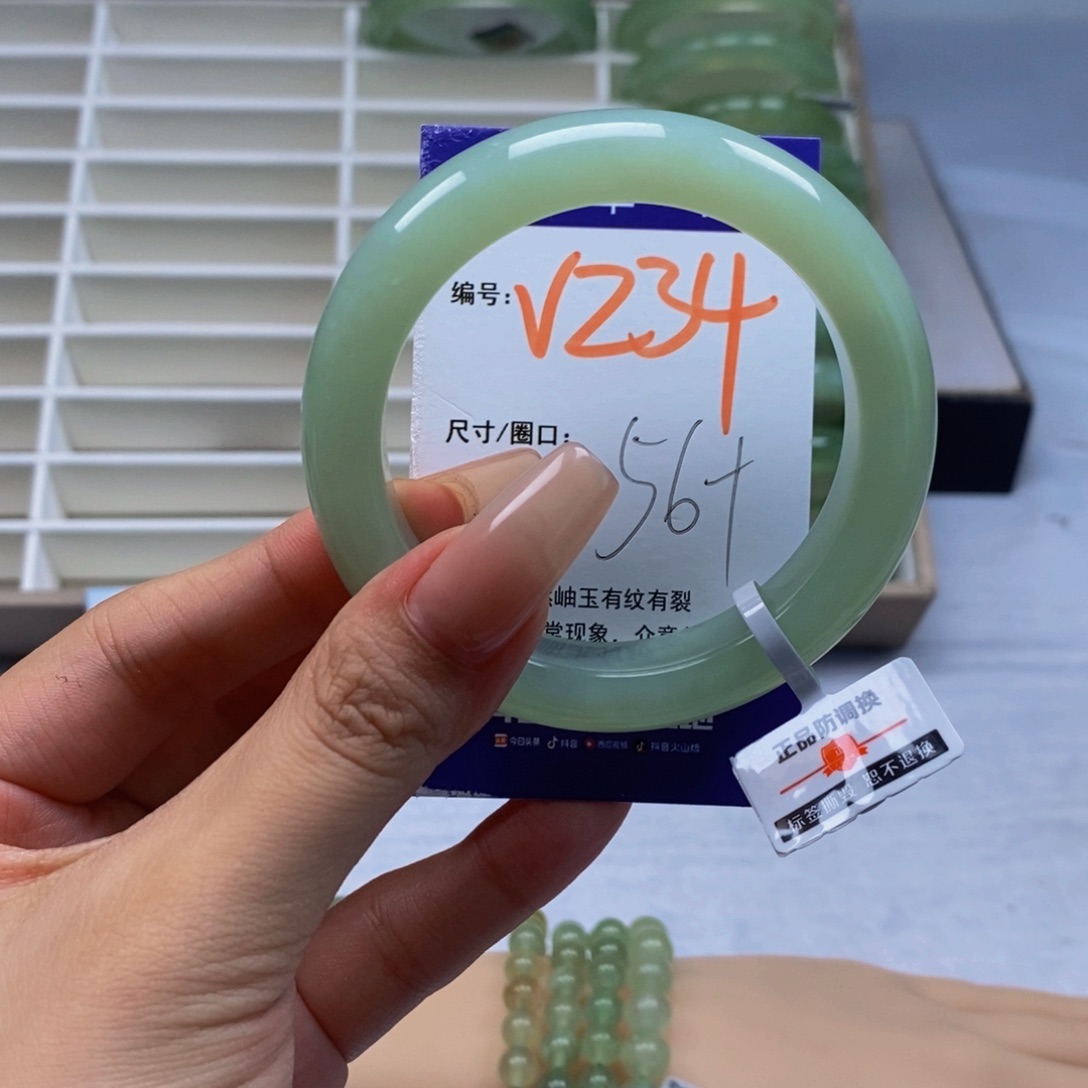 编号：V234
尺寸/圈口：56+
岫玉有纹有裂
常现象，介意
今日头条 抖音 西瓜视频 抖音火山版
正品防调换
标签撕毁 恕不退换